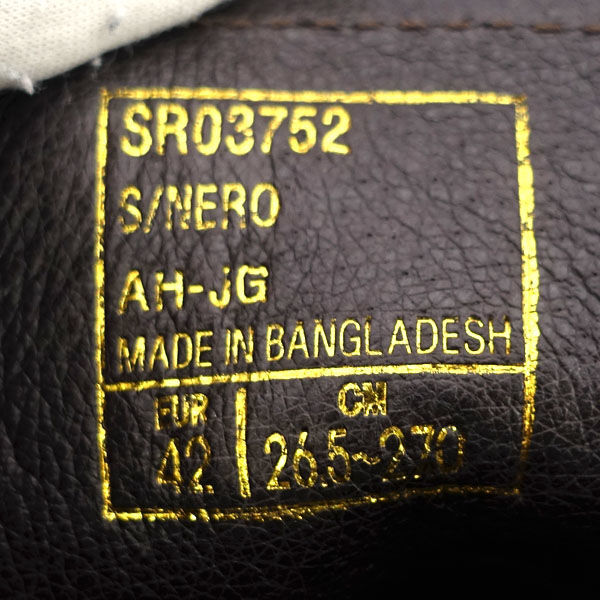 SR03752
S/NERO
AH-JG
MADE IN BANGLADESH
EUR CM
42 26.5~27.0